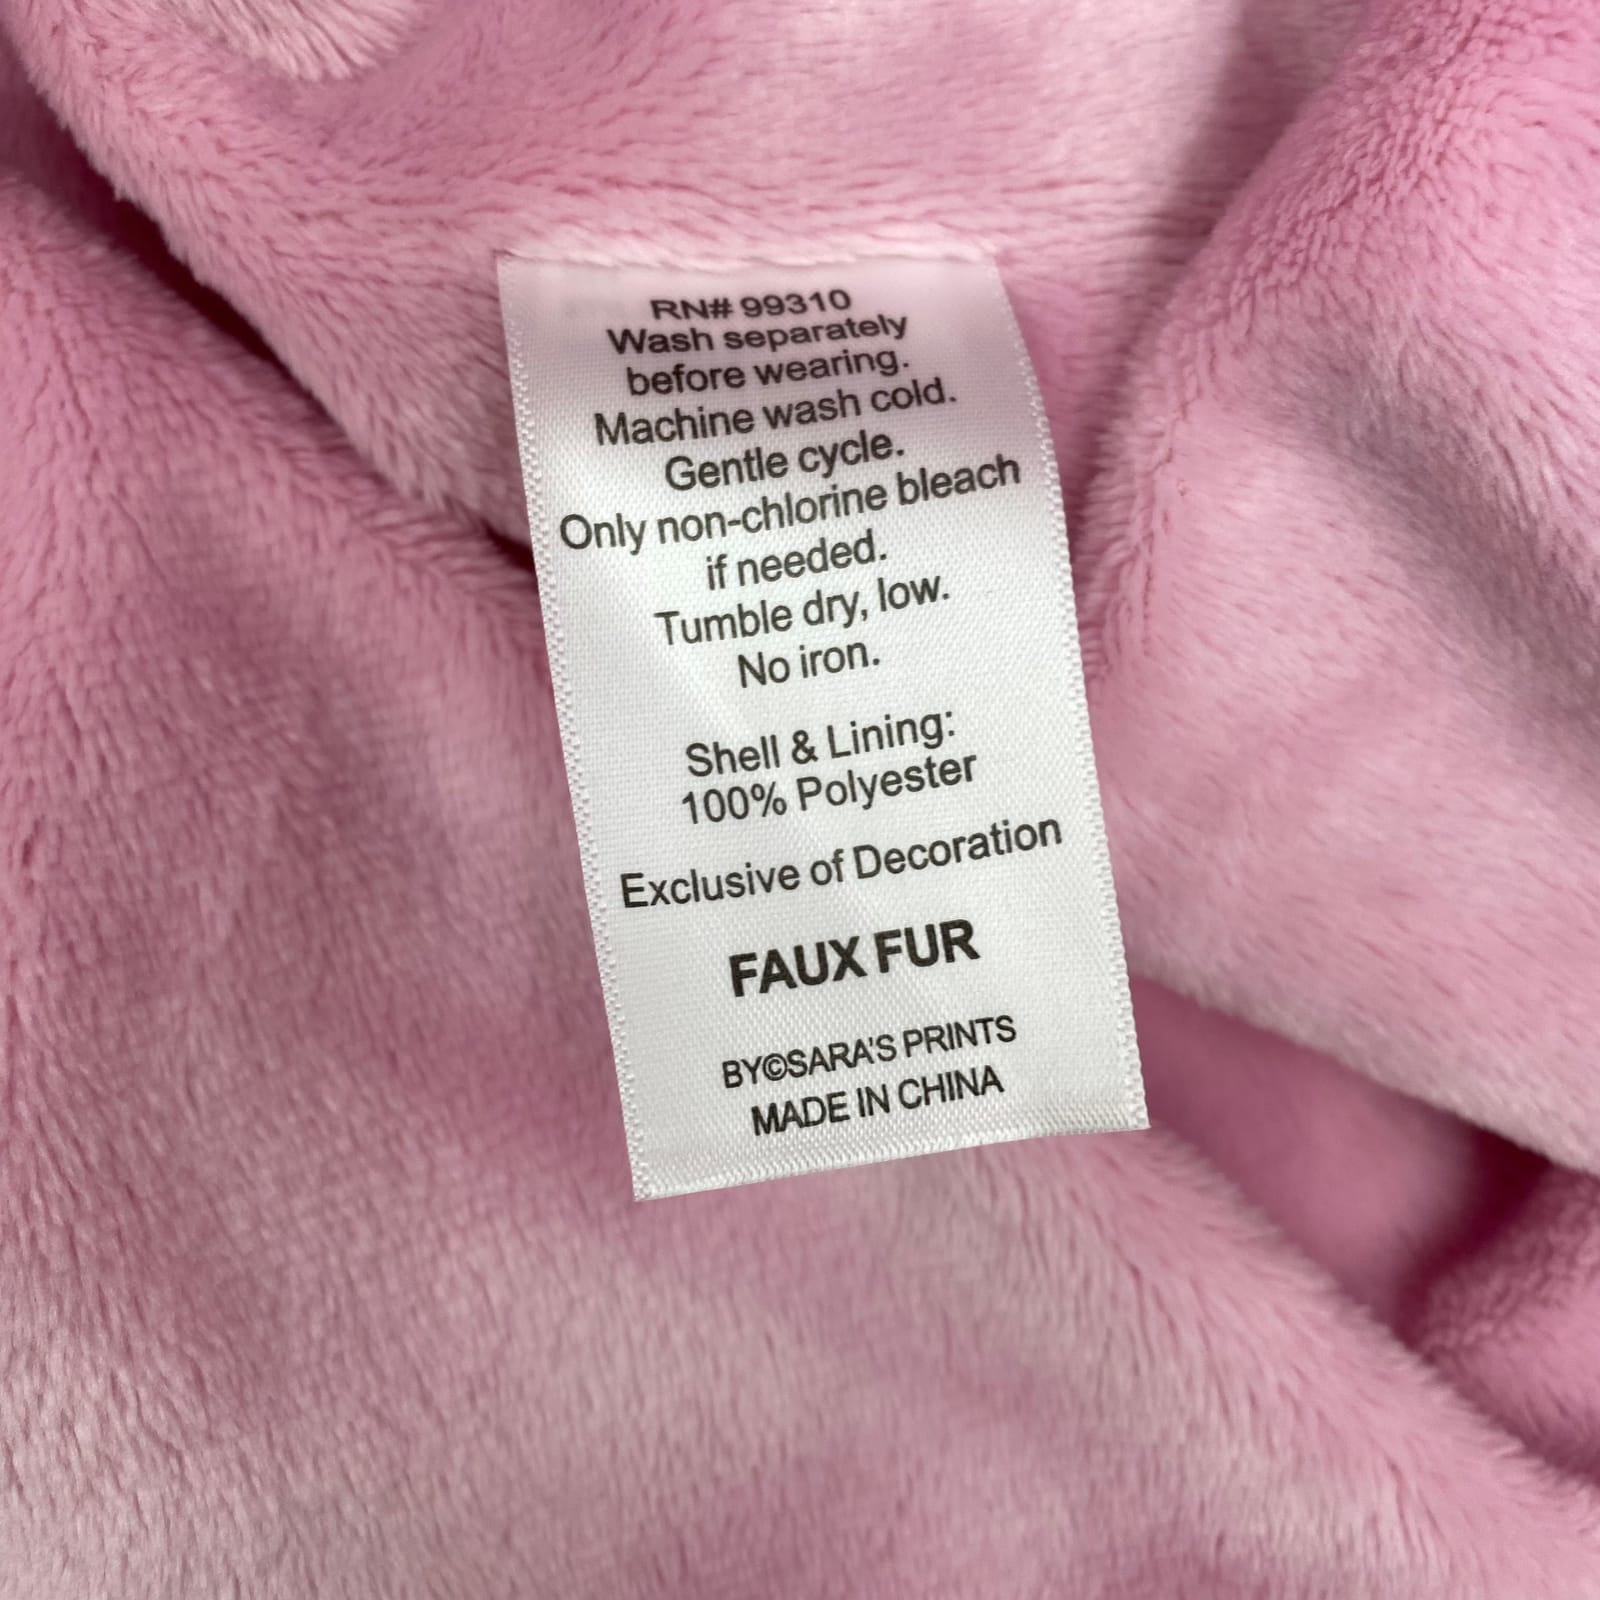 RN# 99310
Wash separately
before wearing.
Machine wash cold.
Gentle cycle.
Only non-chlorine bleach
if needed.
Tumble dry, low.
No iron.
Shell & Lining:
100% Polyester
Exclusive of Decoration
FAUX FUR
BY©SARA'S PRINTS
MADE IN CHINA